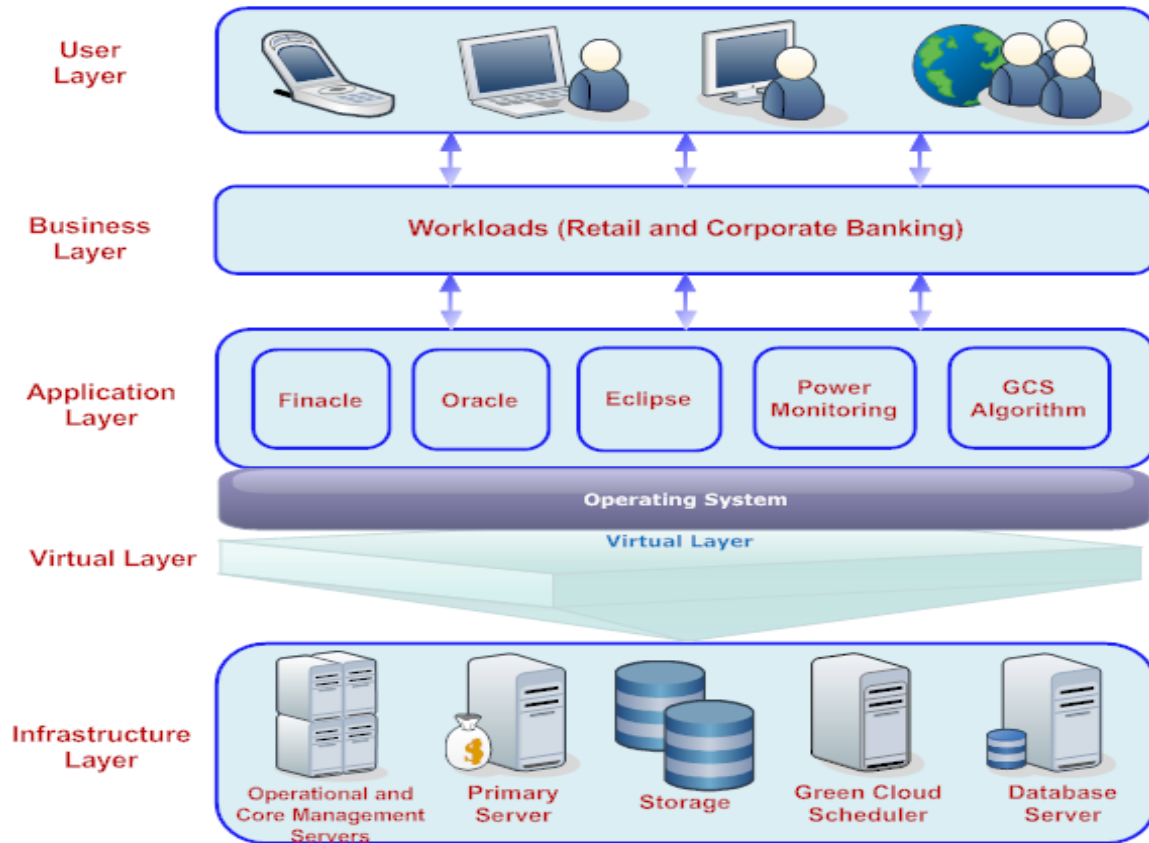 User
Layer
Business
Layer
Workloads (Retail and Corporate Banking)
Application
Layer
Finacle
Oracle
Eclipse
Power
Monitoring
GCS
Algorithm
Operating System
Virtual Layer
Virtual Layer
Infrastructure
Layer
Operational and
Core Management
Servers
Primary
Server
Storage
Green Cloud
Scheduler
Database
Server